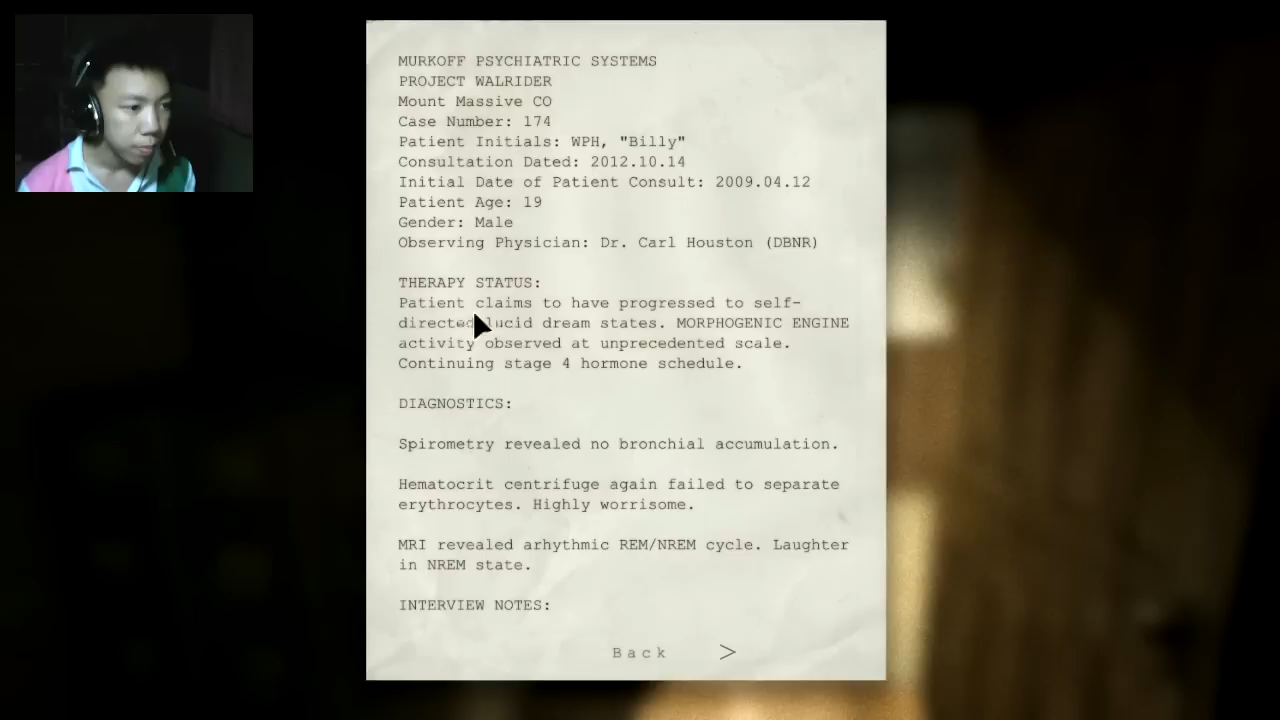 MURKOFF PSYCHIATRIC SYSTEMS
PROJECT WALRIDER
Mount Massive CO
Case Number: 174
Patient Initials: WPH, "Billy"
Consultation Dated: 2012.10.14
Initial Date of Patient Consult: 2009.04.12
Patient Age: 19
Gender: Male
Observing Physician: Dr. Carl Houston (DBNR)
THERAPY STATUS:
Patient claims to have progressed to self-
directed lucid dream states. MORPHOGENIC ENGINE
activity observed at unprecedented scale.
Continuing stage 4 hormone schedule.
DIAGNOSTICS:
Spirometry revealed no bronchial accumulation.
Hematocrit centrifuge again failed to separate
erythrocytes. Highly worrisome.
MRI revealed arhythmic REM/NREM cycle. Laughter
in NREM state.
INTERVIEW NOTES:
Back >